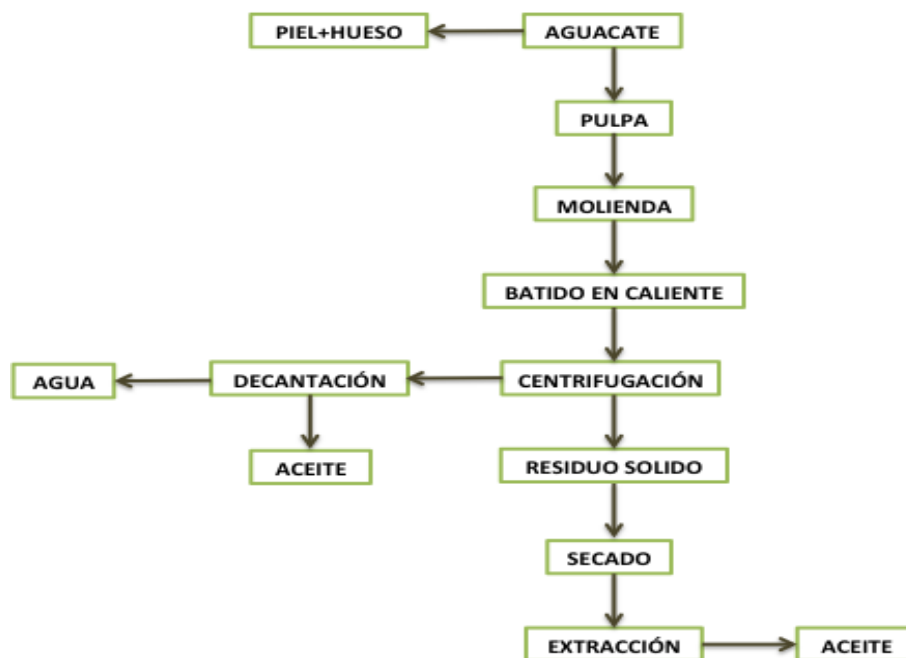 PIEL+HUESO
AGUACATE
PULPA
MOLIENDA
BATIDO EN CALIENTE
AGUA
DECANTACIÓN
CENTRIFUGACIÓN
ACEITE
RESIDUO SOLIDO
SECADO
EXTRACCIÓN
ACEITE